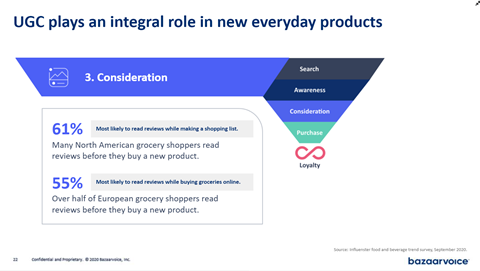 UGC plays an integral role in new everyday products
3. Consideration
Search
Awareness
Consideration
Purchase
Loyalty
61%
Most likely to read reviews while making a shopping list.
Many North American grocery shoppers read
reviews before they buy a new product.
55%
Most likely to read reviews while buying groceries online.
Over half of European grocery shoppers read
reviews before they buy a new product.
Source: Influenster food and beverage trend survey, September 2020.
22
Confidential and Proprietary. © 2020 Bazaarvoice, Inc.
bazaarvoice